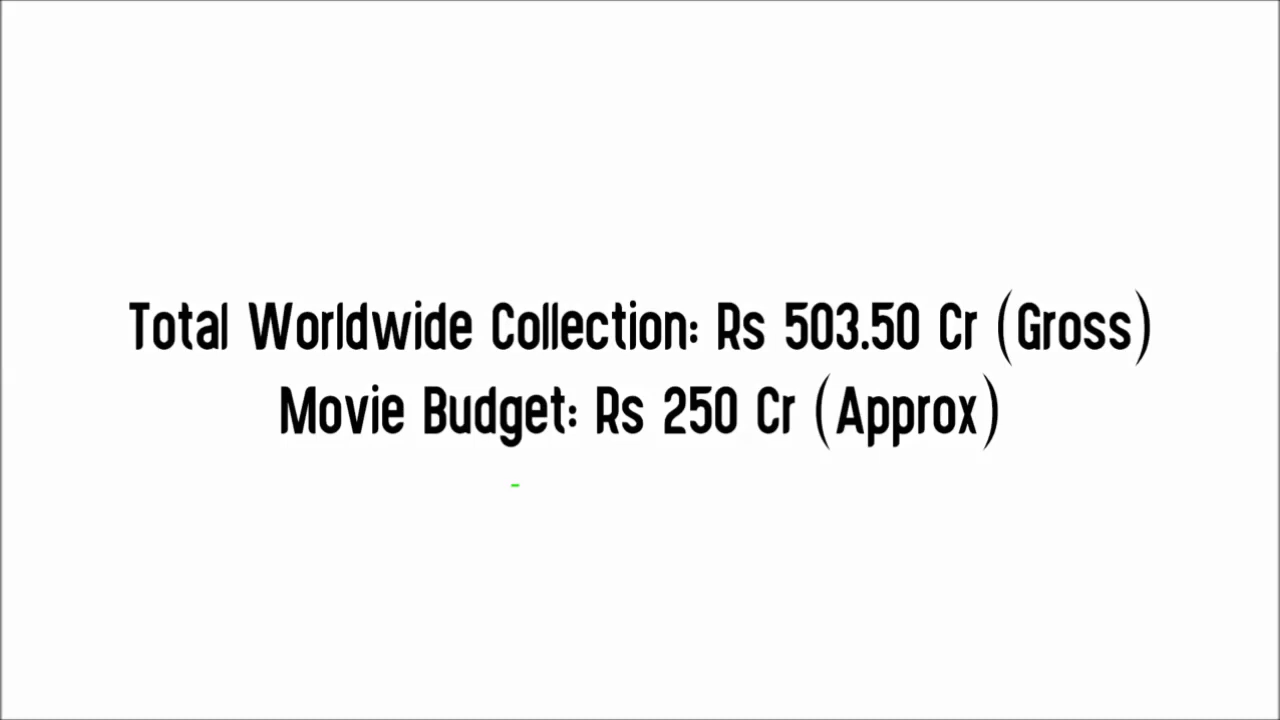 Total Worldwide Collection: Rs 503.50 Cr (Gross)
Movie Budget: Rs 250 Cr (Approx)